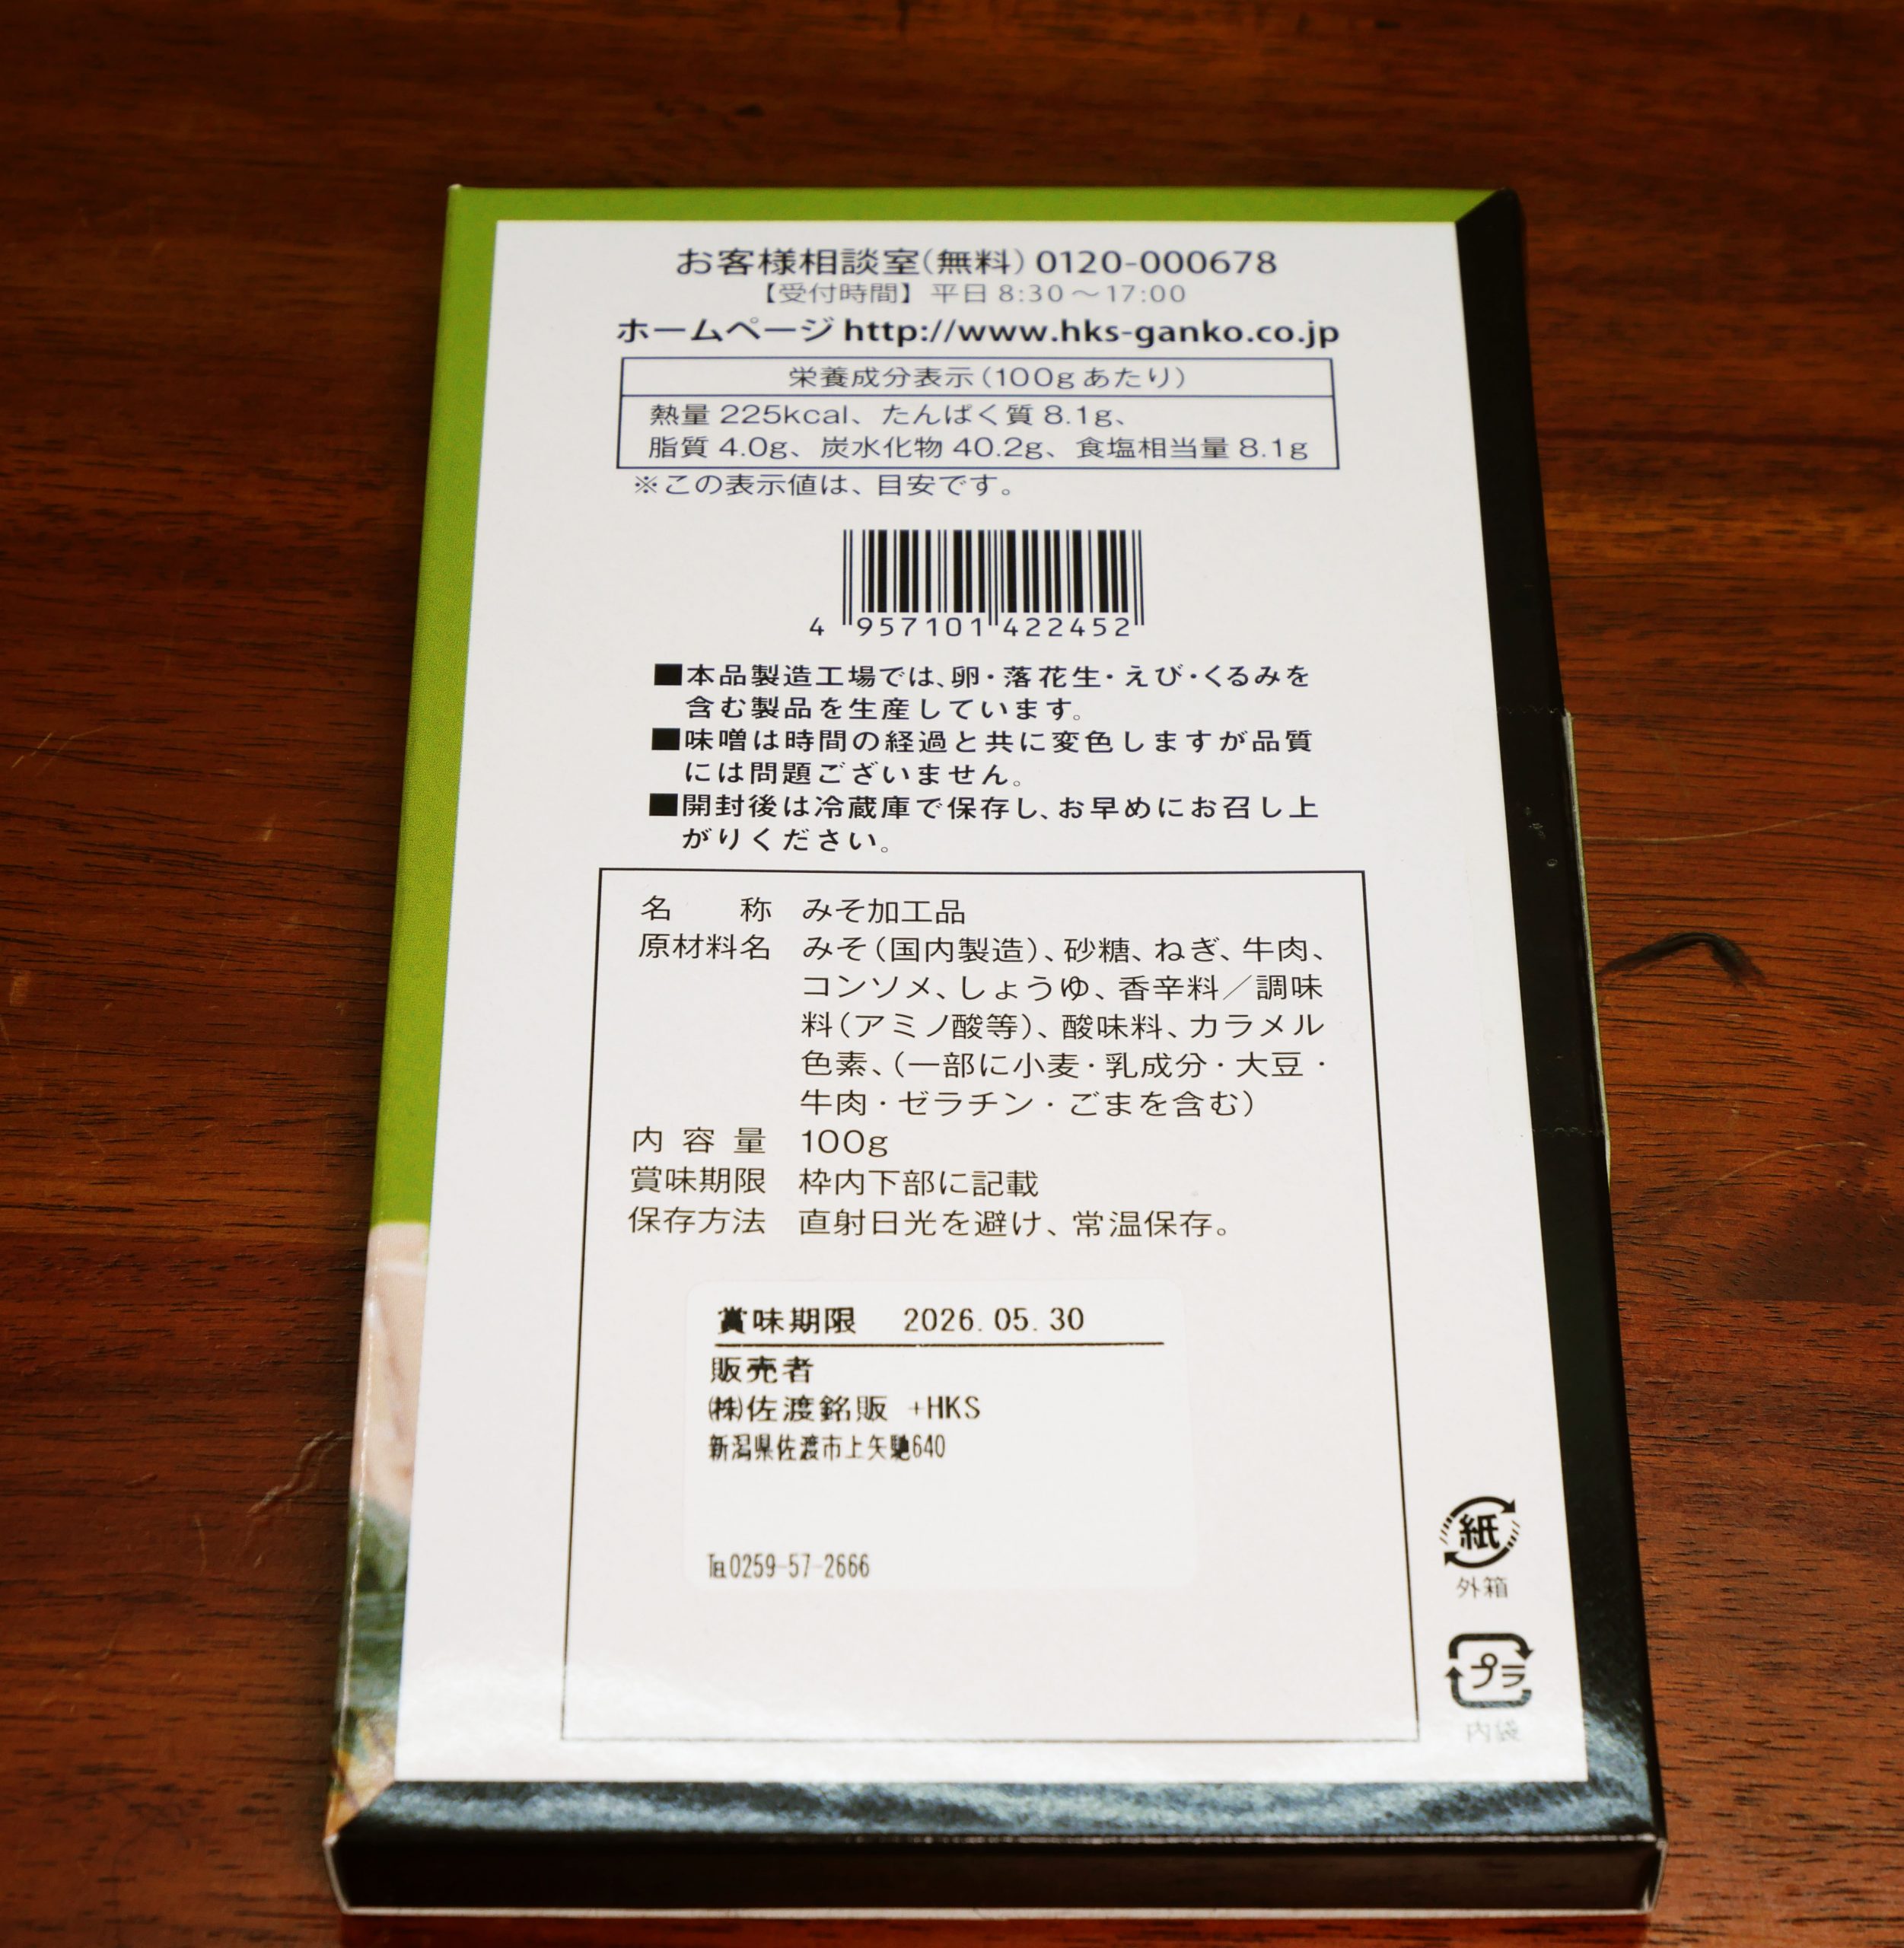 お客様相談室(無料) 0120-000678
【受付時間】平日 8:30～17:00
ホームページ http://www.hks-ganko.co.jp
栄養成分表示(100gあたり)
熱量 225kcal、たんぱく質 8.1g、
脂質 4.0g、炭水化物 40.2g、食塩相当量 8.1g
※この表示値は、目安です。
4 957101 422452
■本品製造工場では、卵・落花生・えび・くるみを
含む製品を生産しています。
■味噌は時間の経過と共に変色しますが品質
には問題ございません。
■開封後は冷蔵庫で保存し、お早めにお召し上
がりください。
名　　称　みそ加工品
原材料名　みそ(国内製造)、砂糖、ねぎ、牛肉、
コンソメ、しょうゆ、香辛料／調味
料(アミノ酸等)、酸味料、カラメル
色素、(一部に小麦・乳成分・大豆・
牛肉・ゼラチン・ごまを含む)
内 容 量　100g
賞味期限　枠内下部に記載
保存方法　直射日光を避け、常温保存。
賞味期限　2026.05.30
販売者
㈱佐渡銘販 +HKS
新潟県佐渡市上矢馳640
℡0259-57-2666
紙
外箱
プラ
内袋